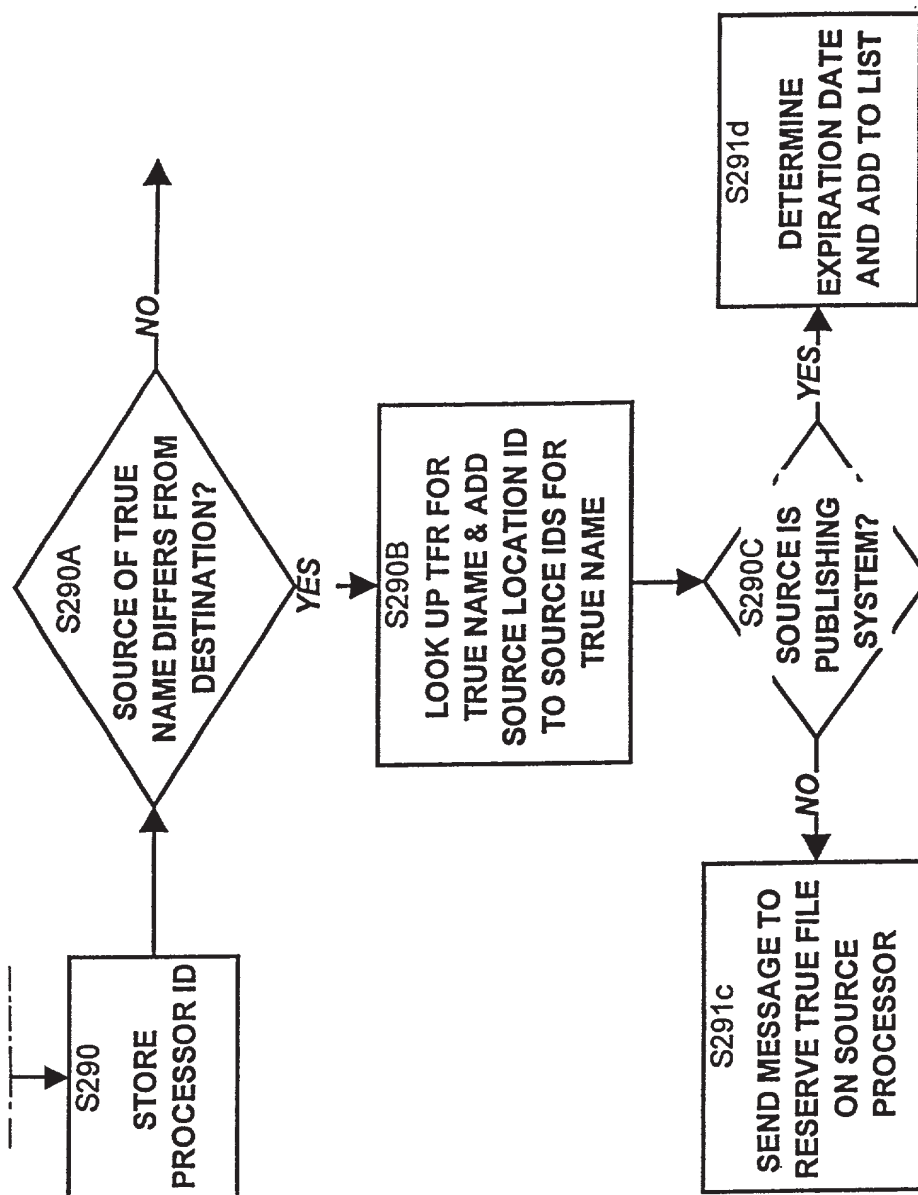 S290
STORE
PROCESSOR ID
S290A
SOURCE OF TRUE
NAME DIFFERS FROM
DESTINATION?
NO
YES
S290B
LOOK UP TFR FOR
TRUE NAME & ADD
SOURCE LOCATION ID
TO SOURCE IDS FOR
TRUE NAME
S290C
SOURCE IS
PUBLISHING
SYSTEM?
NO
YES
S291c
SEND MESSAGE TO
RESERVE TRUE FILE
ON SOURCE
PROCESSOR
S291d
DETERMINE
EXPIRATION DATE
AND ADD TO LIST